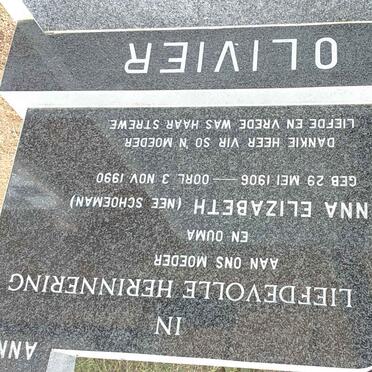 IN
LIEFDEVOLLE HERINNERING
AAN ONS MOEDER
EN OUMA
NNA ELIZABETH (NEE SCHOEMAN)
GEB 29 MEI 1906 — OORL 3 NOV 1990
DANKIE HEER VIR SO 'N MOEDER
LIEFDE EN VREDE WAS HAAR STREWE
OLIVIER
ANN